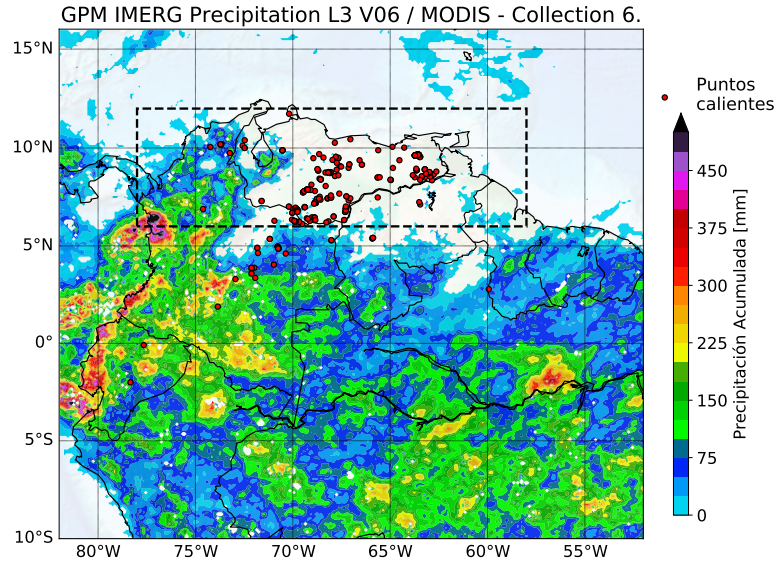 GPM IMERG Precipitation L3 V06 / MODIS - Collection 6.
15°N
10°N
5°N
0°
5°S
10°S
80°W
75°W
70°W
65°W
60°W
55°W
Puntos
calientes
450
375
300
225
150
75
0
Precipitación Acumulada [mm]